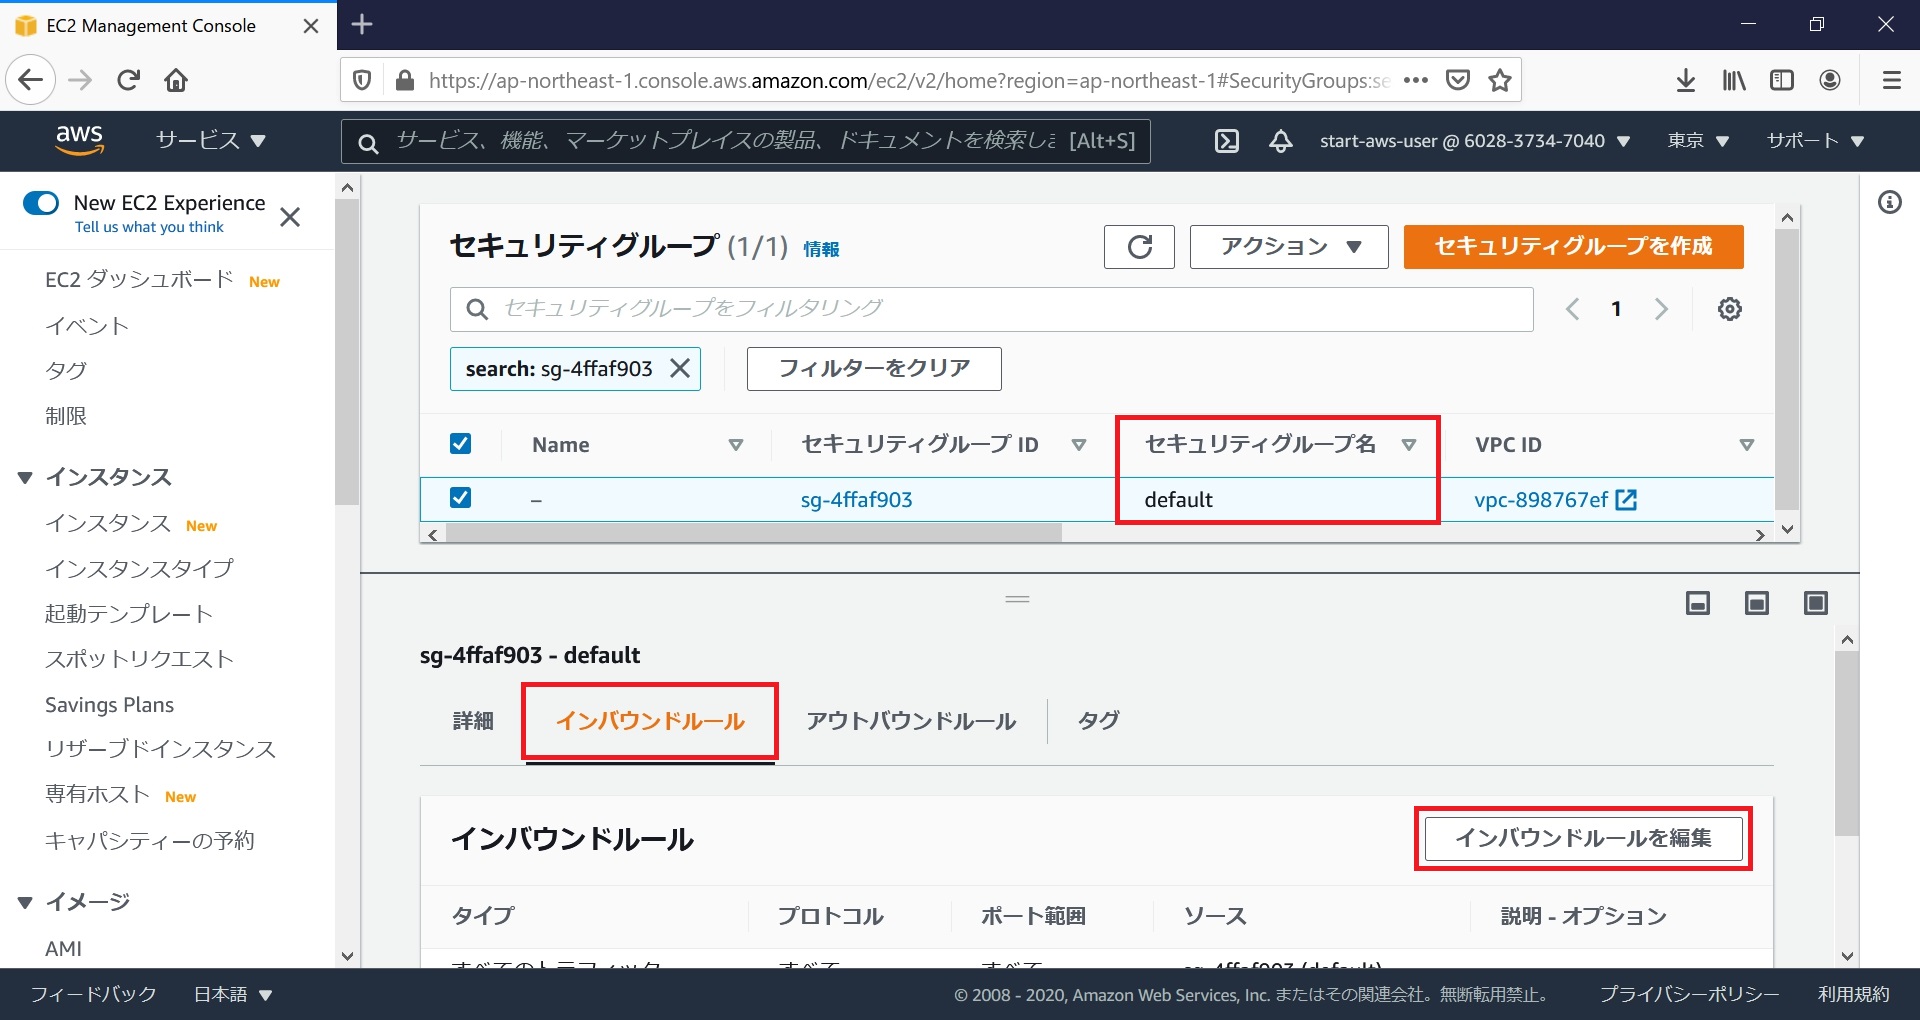 EC2 Management Console
https://ap-northeast-1.console.aws.amazon.com/ec2/v2/home?region=ap-northeast-1#SecurityGroups:se
aws サービス サービス、機能、マーケットプレイスの製品、ドキュメントを検索しま [Alt+S] start-aws-user @ 6028-3734-7040 東京 サポート
New EC2 Experience
Tell us what you think
EC2 ダッシュボード New
イベント
タグ
制限
インスタンス
インスタンス New
インスタンスタイプ
起動テンプレート
スポットリクエスト
Savings Plans
リザーブドインスタンス
専有ホスト New
キャパシティーの予約
イメージ
AMI
セキュリティグループ (1/1) 情報
アクション セキュリティグループを作成
セキュリティグループをフィルタリング 1
search: sg-4ffaf903 フィルターをクリア
Name セキュリティグループ ID セキュリティグループ名 VPC ID
– sg-4ffaf903 default vpc-898767ef
sg-4ffaf903 - default
詳細 インバウンドルール アウトバウンドルール タグ
インバウンドルール インバウンドルールを編集
タイプ プロトコル ポート範囲 ソース 説明 - オプション
すべてのトラフィック すべて すべて sg-4ffaf903 (default)
フィードバック 日本語 © 2008 - 2020, Amazon Web Services, Inc. またはその関連会社。無断転用禁止。 プライバシーポリシー 利用規約